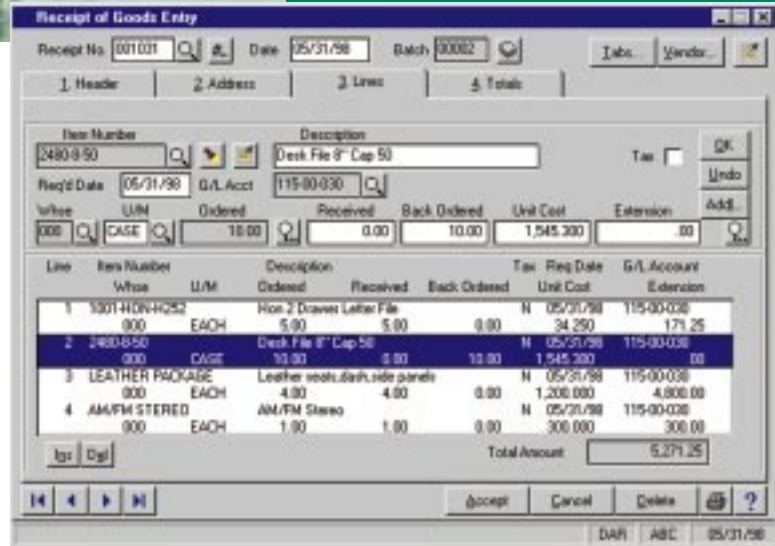 Receipt of Goods Entry
Receipt No. 001031 #. Date 05/31/98 Batch 00002 Tabs... Vendor...
1. Header 2. Address 3. Lines 4. Totals
Item Number Description
2480-8-50 Desk File 8" Cap 50 Tax OK
Req'd Date 05/31/98 G/L Acct 115-00-030 Undo
Whse U/M Ordered Received Back Ordered Unit Cost Extension Addl...
000 CASE 10.00 0.00 10.00 1,545.300 .00
Line Item Number Description Tax Req Date G/L Account
Whse U/M Ordered Received Back Ordered Unit Cost Extension
1 1001-HON-H252 Hon 2 Drawer Letter File N 05/31/98 115-00-030
000 EACH 5.00 5.00 0.00 34.250 171.25
2 2480-8-50 Desk File 8" Cap 50 N 05/31/98 115-00-030
000 CASE 10.00 0.00 10.00 1,545.300 .00
3 LEATHER PACKAGE Leather seats,dash,side panels N 05/31/98 115-00-030
000 EACH 4.00 4.00 0.00 1,200.000 4,800.00
4 AM/FM STEREO AM/FM Stereo N 05/31/98 115-00-030
000 EACH 1.00 1.00 0.00 300.000 300.00
Ins Del Total Amount 5,271.25
Accept Cancel Delete ?
DAR ABC 05/31/98